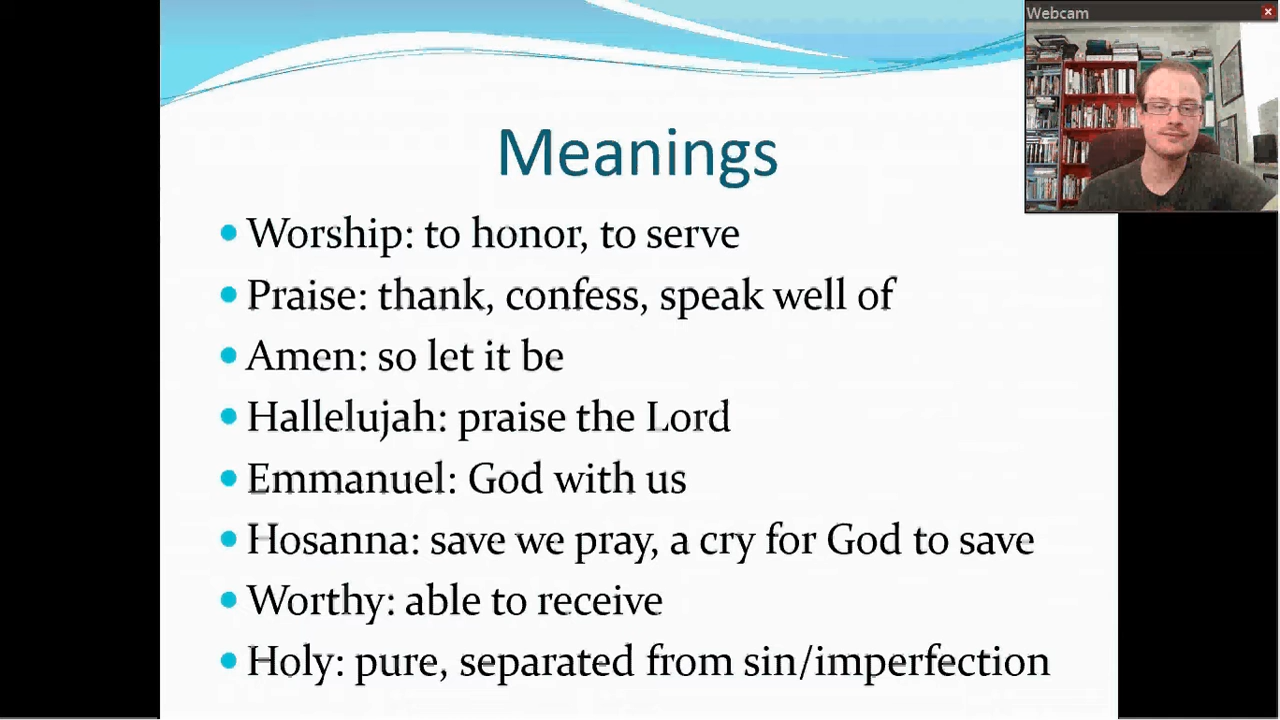 Webcam
Meanings
Worship: to honor, to serve
Praise: thank, confess, speak well of
Amen: so let it be
Hallelujah: praise the Lord
Emmanuel: God with us
Hosanna: save we pray, a cry for God to save
Worthy: able to receive
Holy: pure, separated from sin/imperfection